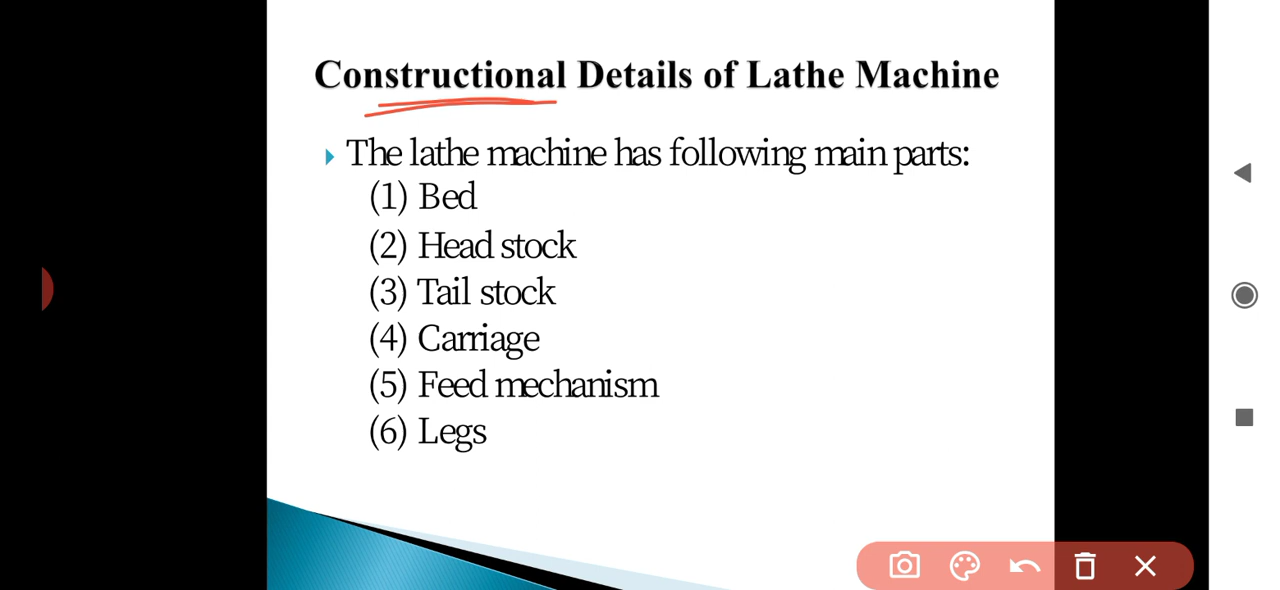 Constructional Details of Lathe Machine
The lathe machine has following main parts:
(1) Bed
(2) Head stock
(3) Tail stock
(4) Carriage
(5) Feed mechanism
(6) Legs